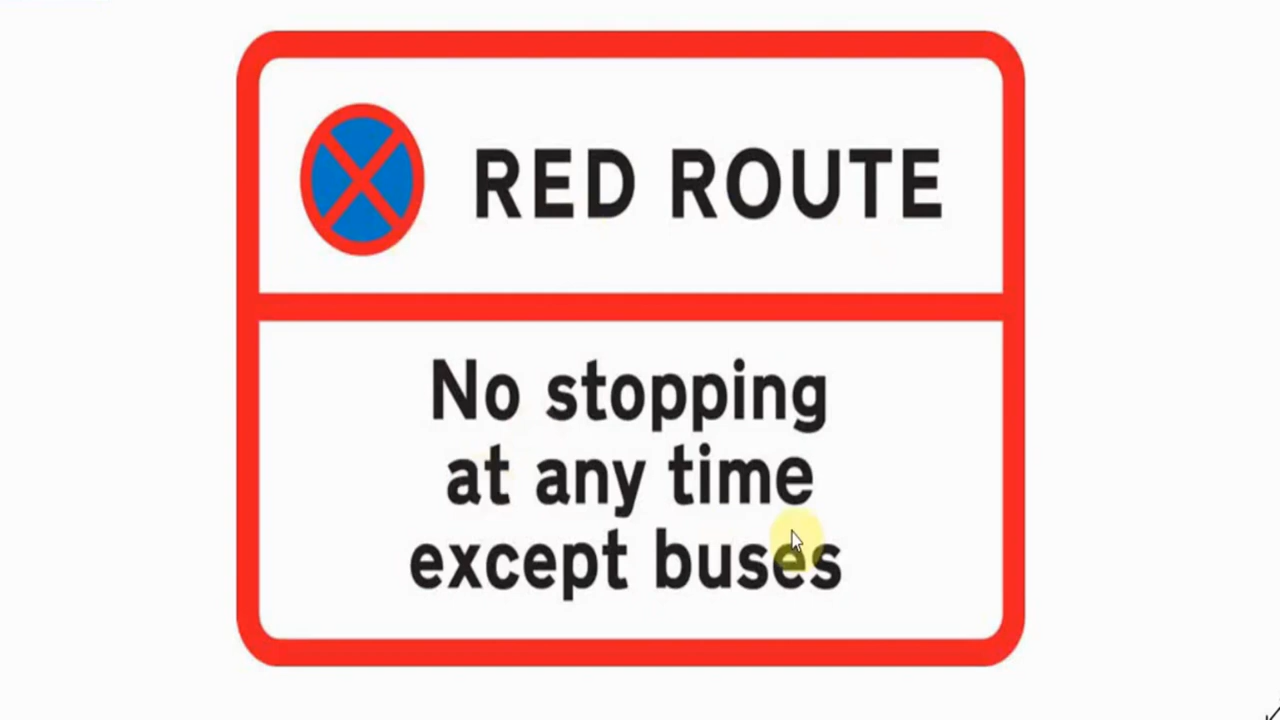 RED ROUTE
No stopping
at any time
except buses